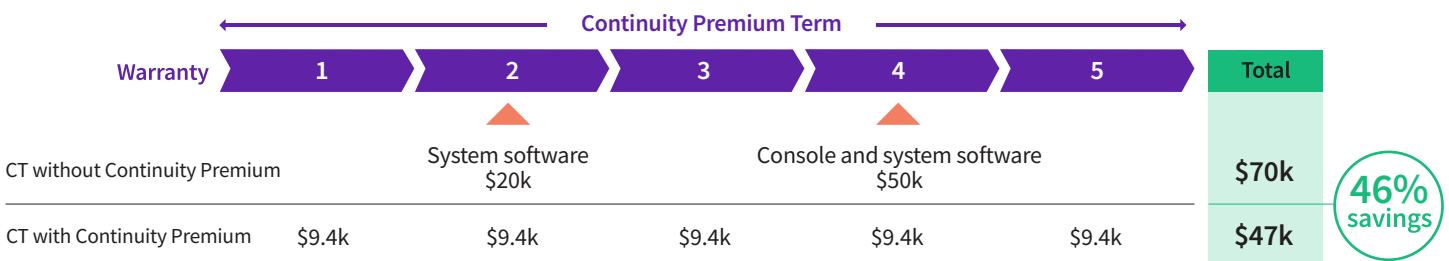 Continuity Premium Term
Warranty 1 2 3 4 5 Total
System software Console and system software
CT without Continuity Premium $20k $50k $70k
46%
savings
CT with Continuity Premium $9.4k $9.4k $9.4k $9.4k $9.4k $47k